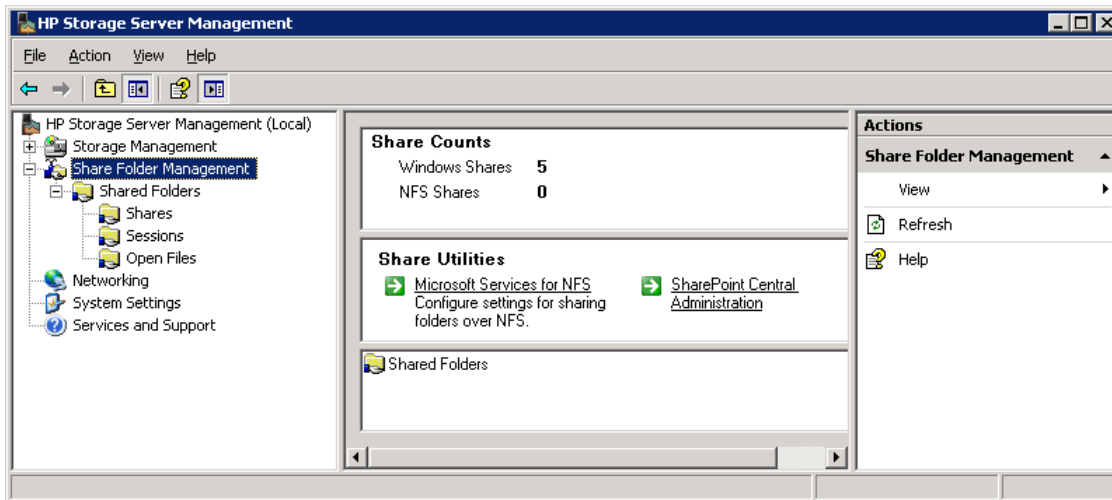 HP Storage Server Management
File Action View Help
HP Storage Server Management (Local)
Storage Management
Share Folder Management
Shared Folders
Shares
Sessions
Open Files
Networking
System Settings
Services and Support
Share Counts
Windows Shares 5
NFS Shares 0
Share Utilities
Microsoft Services for NFS
Configure settings for sharing
folders over NFS.
SharePoint Central
Administration
Shared Folders
Actions
Share Folder Management
View
Refresh
Help